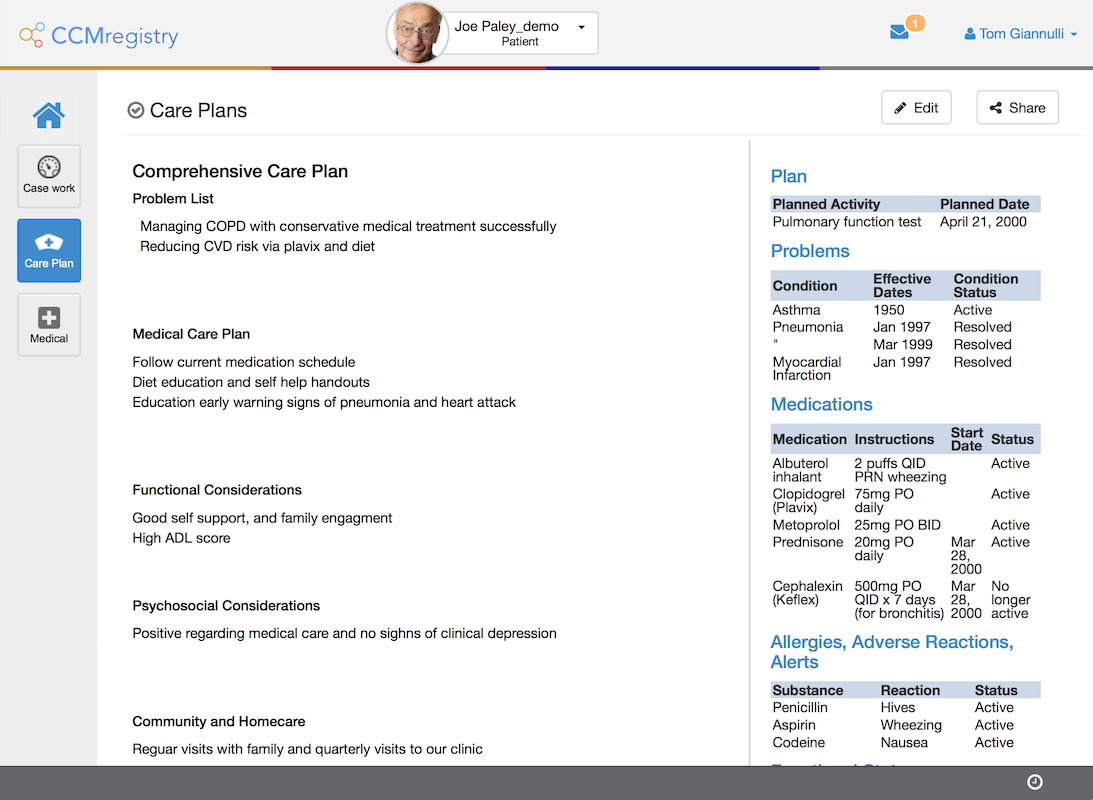 CCMregistry
Joe Paley_demo
Patient
1
Tom Giannulli
Care Plans
Edit
Share
Case work
Care Plan
Medical
Comprehensive Care Plan
Problem List
Managing COPD with conservative medical treatment successfully
Reducing CVD risk via plavix and diet
Medical Care Plan
Follow current medication schedule
Diet education and self help handouts
Education early warning signs of pneumonia and heart attack
Functional Considerations
Good self support, and family engagment
High ADL score
Psychosocial Considerations
Positive regarding medical care and no sighns of clinical depression
Community and Homecare
Reguar visits with family and quarterly visits to our clinic
Plan
Planned Activity Planned Date
Pulmonary function test April 21, 2000
Problems
Condition Effective Dates Condition Status
Asthma 1950 Active
Pneumonia Jan 1997 Resolved
" Mar 1999 Resolved
Myocardial Infarction Jan 1997 Resolved
Medications
Medication Instructions Start Date Status
Albuterol inhalant 2 puffs QID PRN wheezing Active
Clopidogrel (Plavix) 75mg PO daily Active
Metoprolol 25mg PO BID Active
Prednisone 20mg PO daily Mar 28, 2000 Active
Cephalexin (Keflex) 500mg PO QID x 7 days (for bronchitis) Mar 28, 2000 No longer active
Allergies, Adverse Reactions,
Alerts
Substance Reaction Status
Penicillin Hives Active
Aspirin Wheezing Active
Codeine Nausea Active